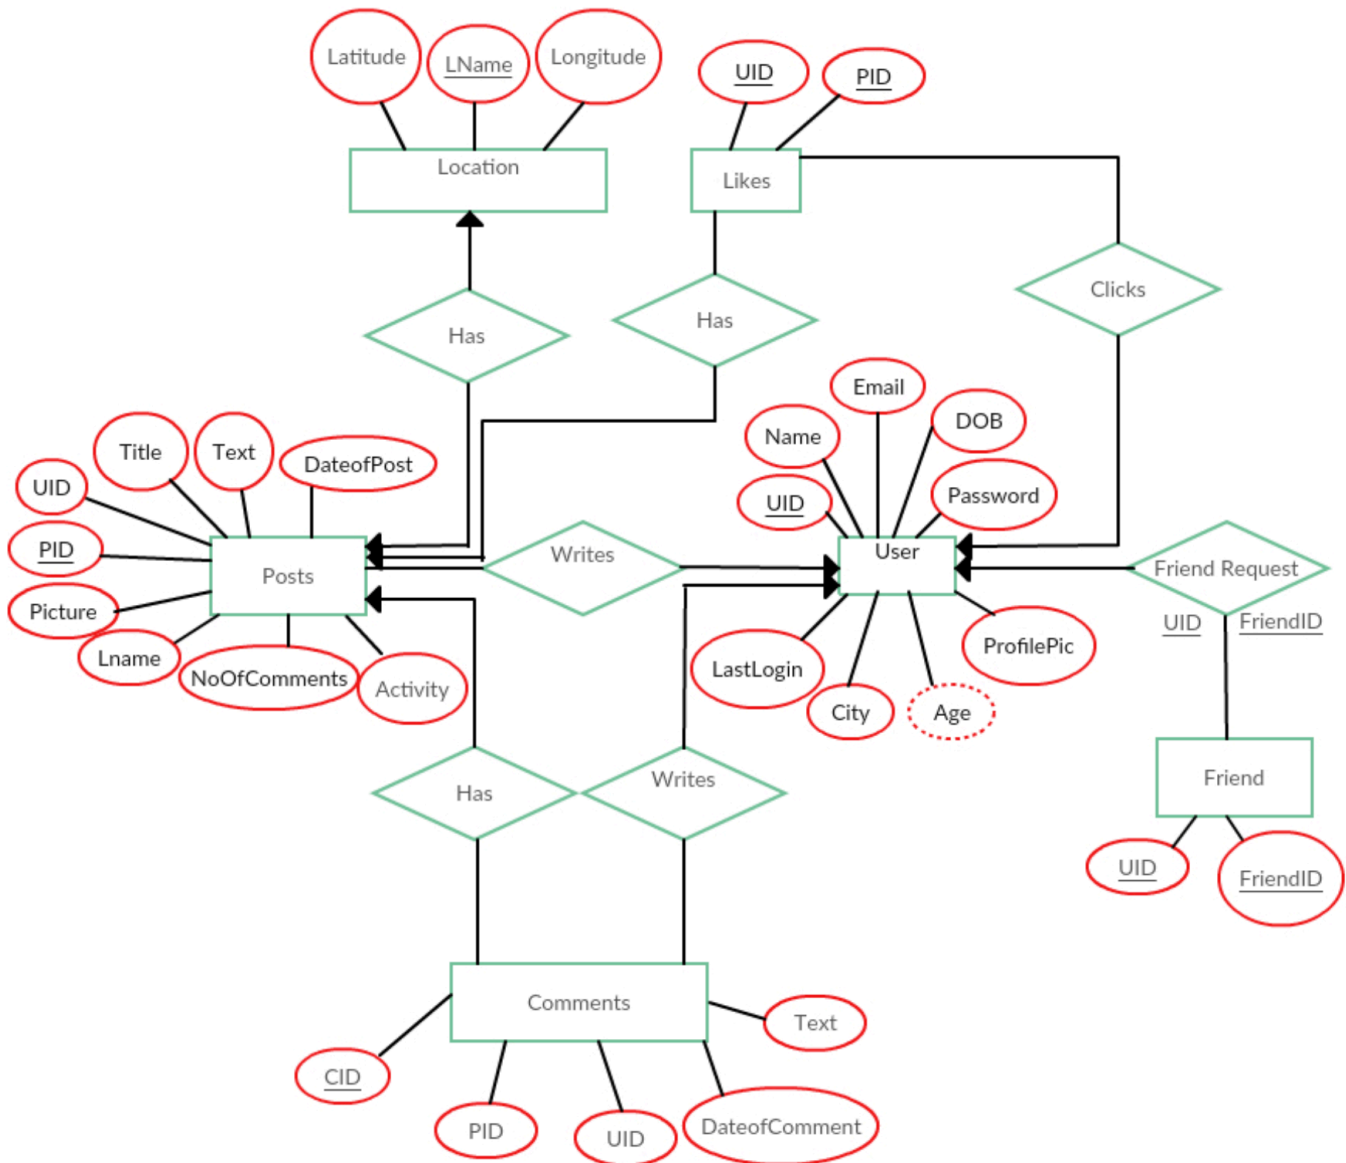 Latitude
LName
Longitude
UID
PID
Location
Likes
Has
Has
Clicks
Email
Name
DOB
UID
Password
Title
Text
DateofPost
UID
PID
Picture
Lname
NoOfComments
Activity
Posts
Writes
User
Friend Request
UID
FriendID
LastLogin
City
Age
ProfilePic
Has
Writes
Friend
UID
FriendID
Comments
Text
CID
PID
UID
DateofComment